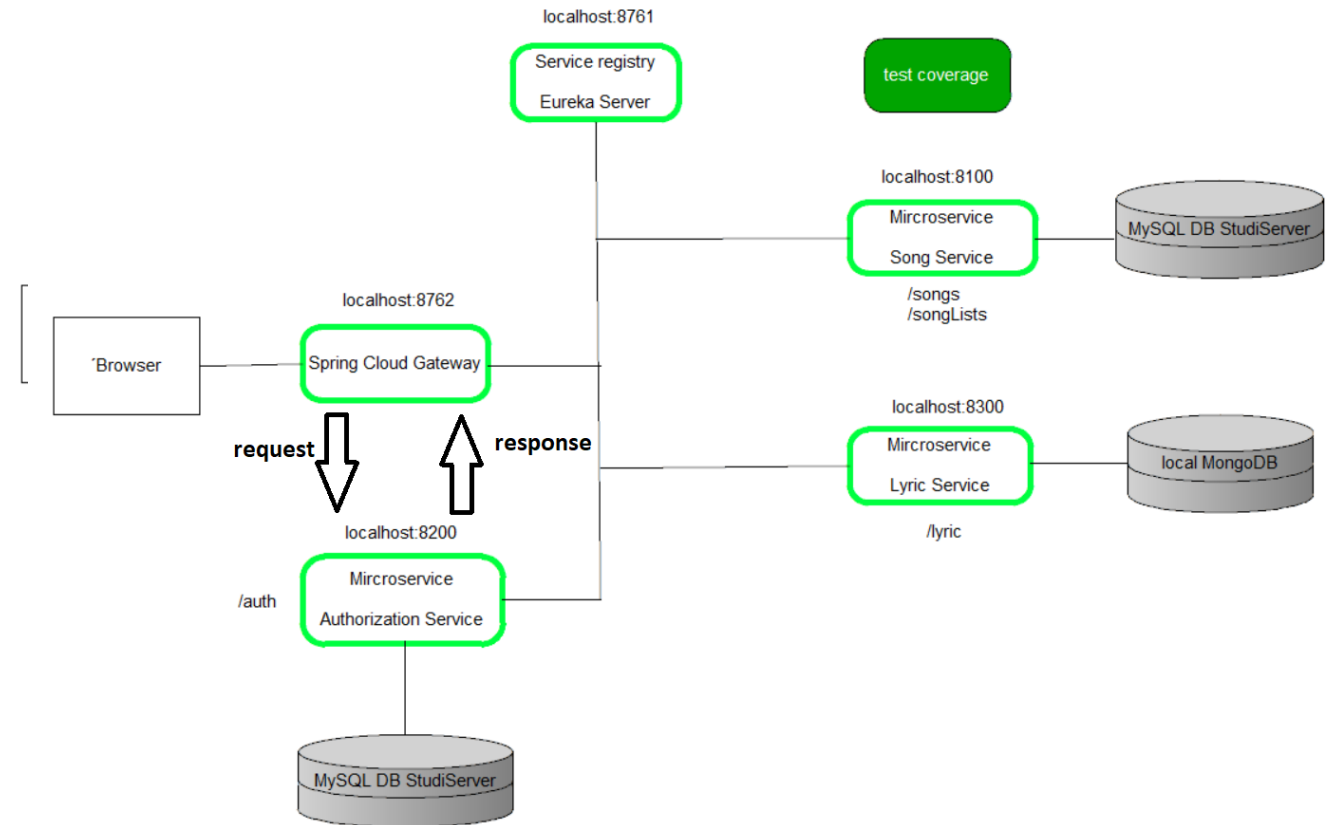 localhost:8761
Service registry
Eureka Server
test coverage
localhost:8100
Mircroservice
Song Service
/songs
/songLists
MySQL DB StudiServer
localhost:8762
´Browser
Spring Cloud Gateway
request
response
localhost:8300
Mircroservice
Lyric Service
/lyric
local MongoDB
localhost:8200
/auth
Mircroservice
Authorization Service
MySQL DB StudiServer